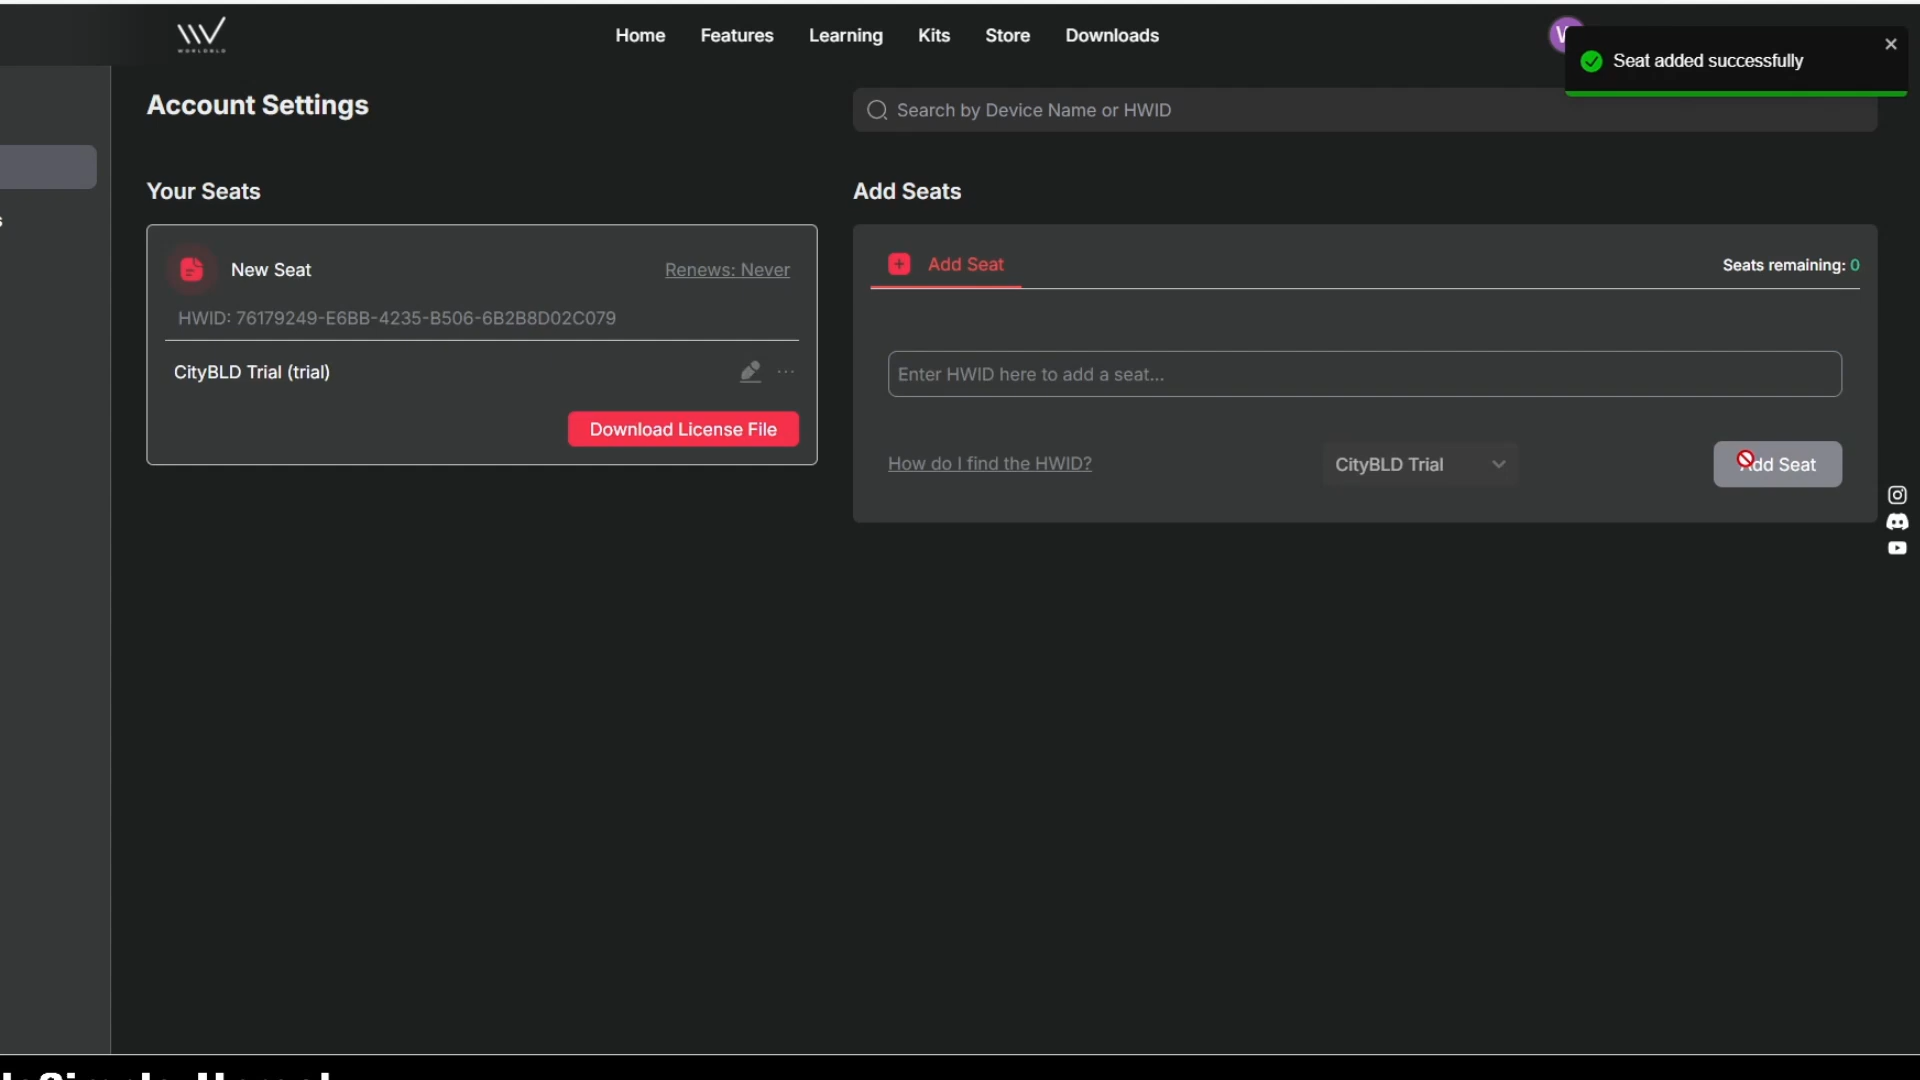 WORLDBLD
Home
Features
Learning
Kits
Store
Downloads
Seat added successfully
Account Settings
Search by Device Name or HWID
Your Seats
Add Seats
New Seat
Renews: Never
HWID: 76179249-E6BB-4235-B506-6B2B8D02C079
CityBLD Trial (trial)
Download License File
Add Seat
Seats remaining: 0
Enter HWID here to add a seat...
How do I find the HWID?
CityBLD Trial
Add Seat